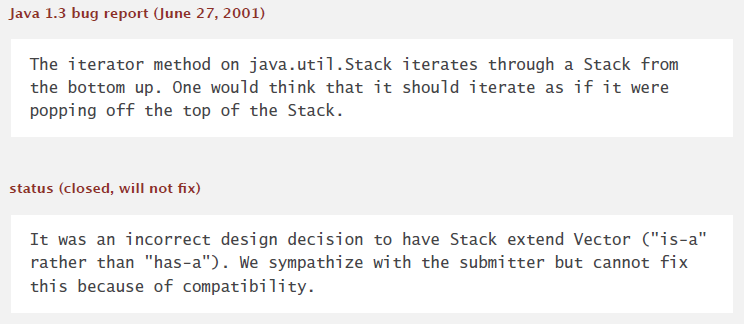 Java 1.3 bug report (June 27, 2001)
The iterator method on java.util.Stack iterates through a Stack from
the bottom up. One would think that it should iterate as if it were
popping off the top of the Stack.
status (closed, will not fix)
It was an incorrect design decision to have Stack extend Vector ("is-a"
rather than "has-a"). We sympathize with the submitter but cannot fix
this because of compatibility.